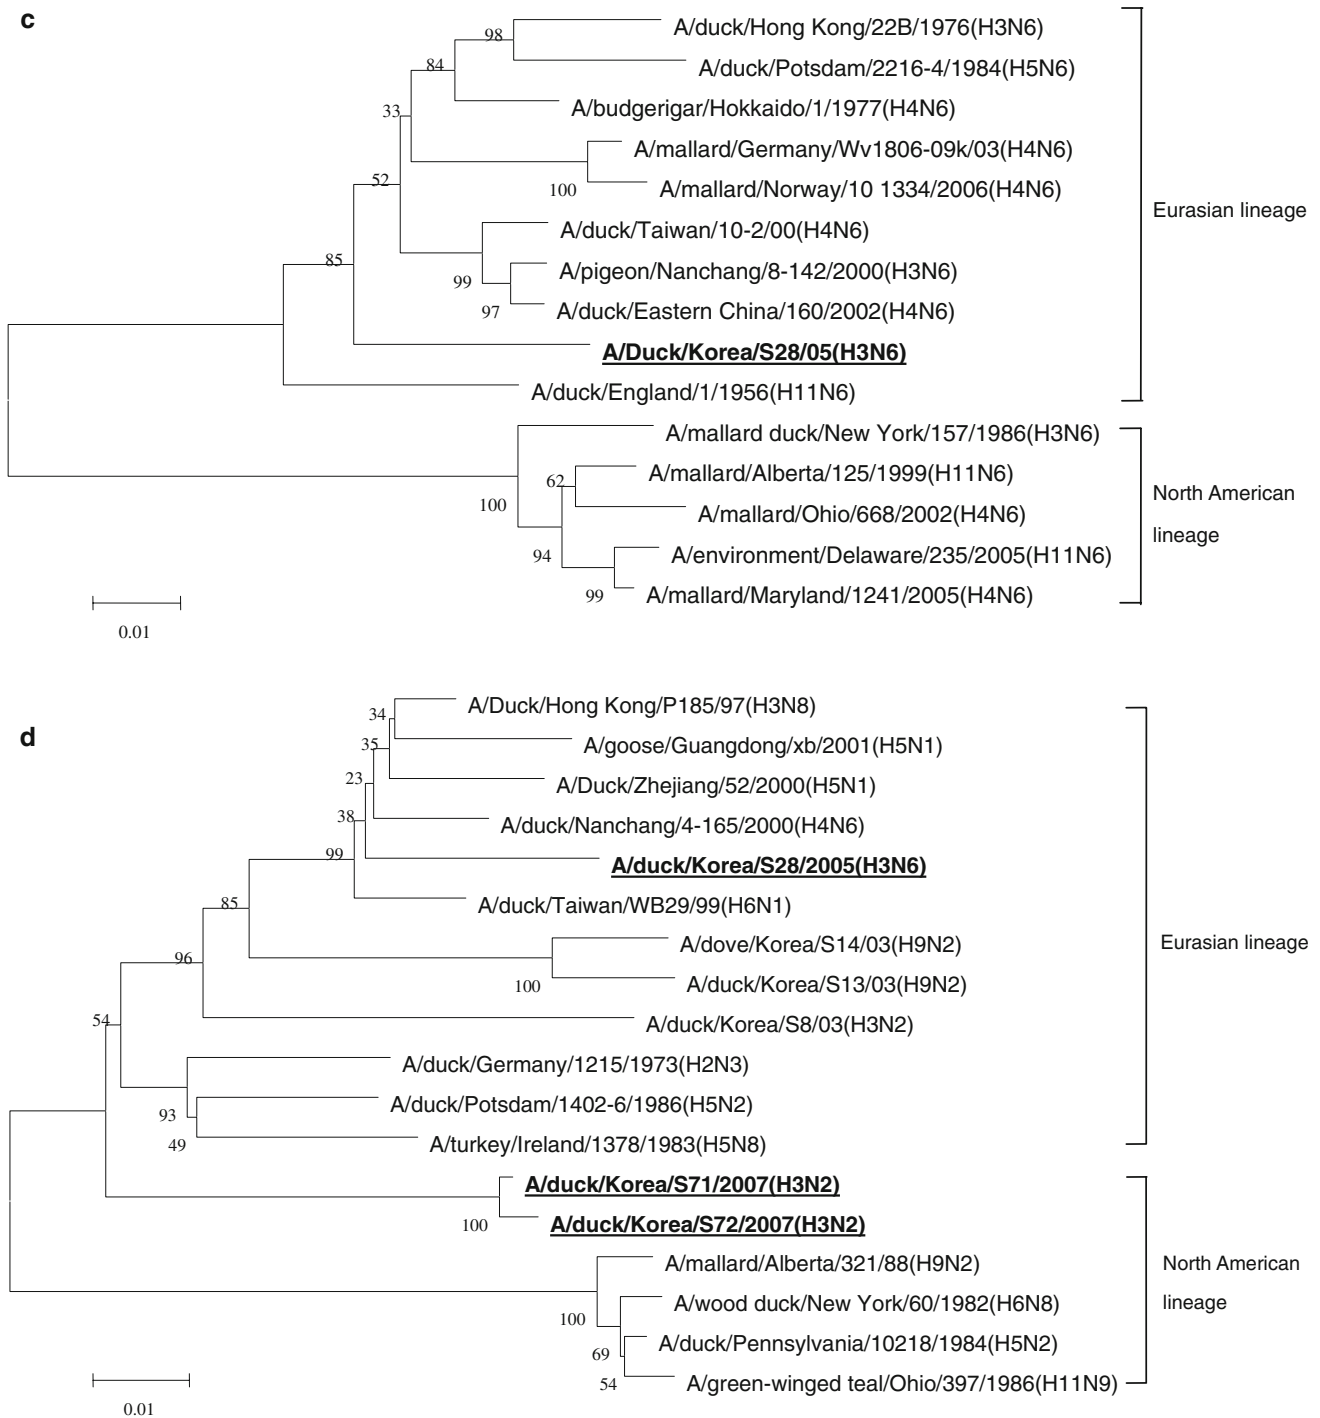 c
98
A/duck/Hong Kong/22B/1976(H3N6)
84
A/duck/Potsdam/2216-4/1984(H5N6)
33
A/budgerigar/Hokkaido/1/1977(H4N6)
A/mallard/Germany/Wv1806-09k/03(H4N6)
52
100
A/mallard/Norway/10 1334/2006(H4N6)
Eurasian lineage
A/duck/Taiwan/10-2/00(H4N6)
85
99
A/pigeon/Nanchang/8-142/2000(H3N6)
97
A/duck/Eastern China/160/2002(H4N6)
A/Duck/Korea/S28/05(H3N6)
A/duck/England/1/1956(H11N6)
A/mallard duck/New York/157/1986(H3N6)
62
A/mallard/Alberta/125/1999(H11N6)
North American
lineage
100
A/mallard/Ohio/668/2002(H4N6)
94
A/environment/Delaware/235/2005(H11N6)
99
A/mallard/Maryland/1241/2005(H4N6)
0.01
d
34
A/Duck/Hong Kong/P185/97(H3N8)
35
A/goose/Guangdong/xb/2001(H5N1)
23
A/Duck/Zhejiang/52/2000(H5N1)
38
A/duck/Nanchang/4-165/2000(H4N6)
99
A/duck/Korea/S28/2005(H3N6)
85
A/duck/Taiwan/WB29/99(H6N1)
96
A/dove/Korea/S14/03(H9N2)
Eurasian lineage
100
A/duck/Korea/S13/03(H9N2)
54
A/duck/Korea/S8/03(H3N2)
A/duck/Germany/1215/1973(H2N3)
93
A/duck/Potsdam/1402-6/1986(H5N2)
49
A/turkey/Ireland/1378/1983(H5N8)
A/duck/Korea/S71/2007(H3N2)
100
A/duck/Korea/S72/2007(H3N2)
A/mallard/Alberta/321/88(H9N2)
North American
lineage
100
A/wood duck/New York/60/1982(H6N8)
69
A/duck/Pennsylvania/10218/1984(H5N2)
54
A/green-winged teal/Ohio/397/1986(H11N9)
0.01